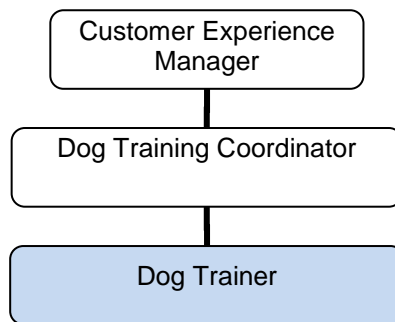 Customer Experience
Manager
Dog Training Coordinator
Dog Trainer